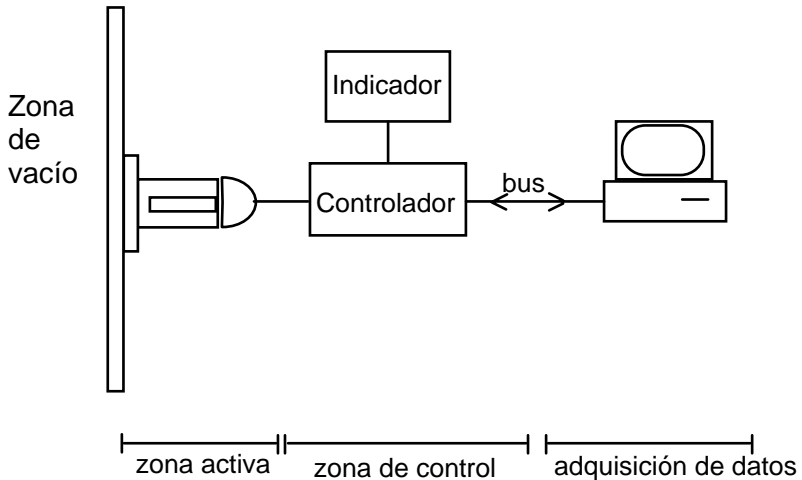 Zona
de
vacío
Indicador
Controlador
bus
zona activa
zona de control
adquisición de datos